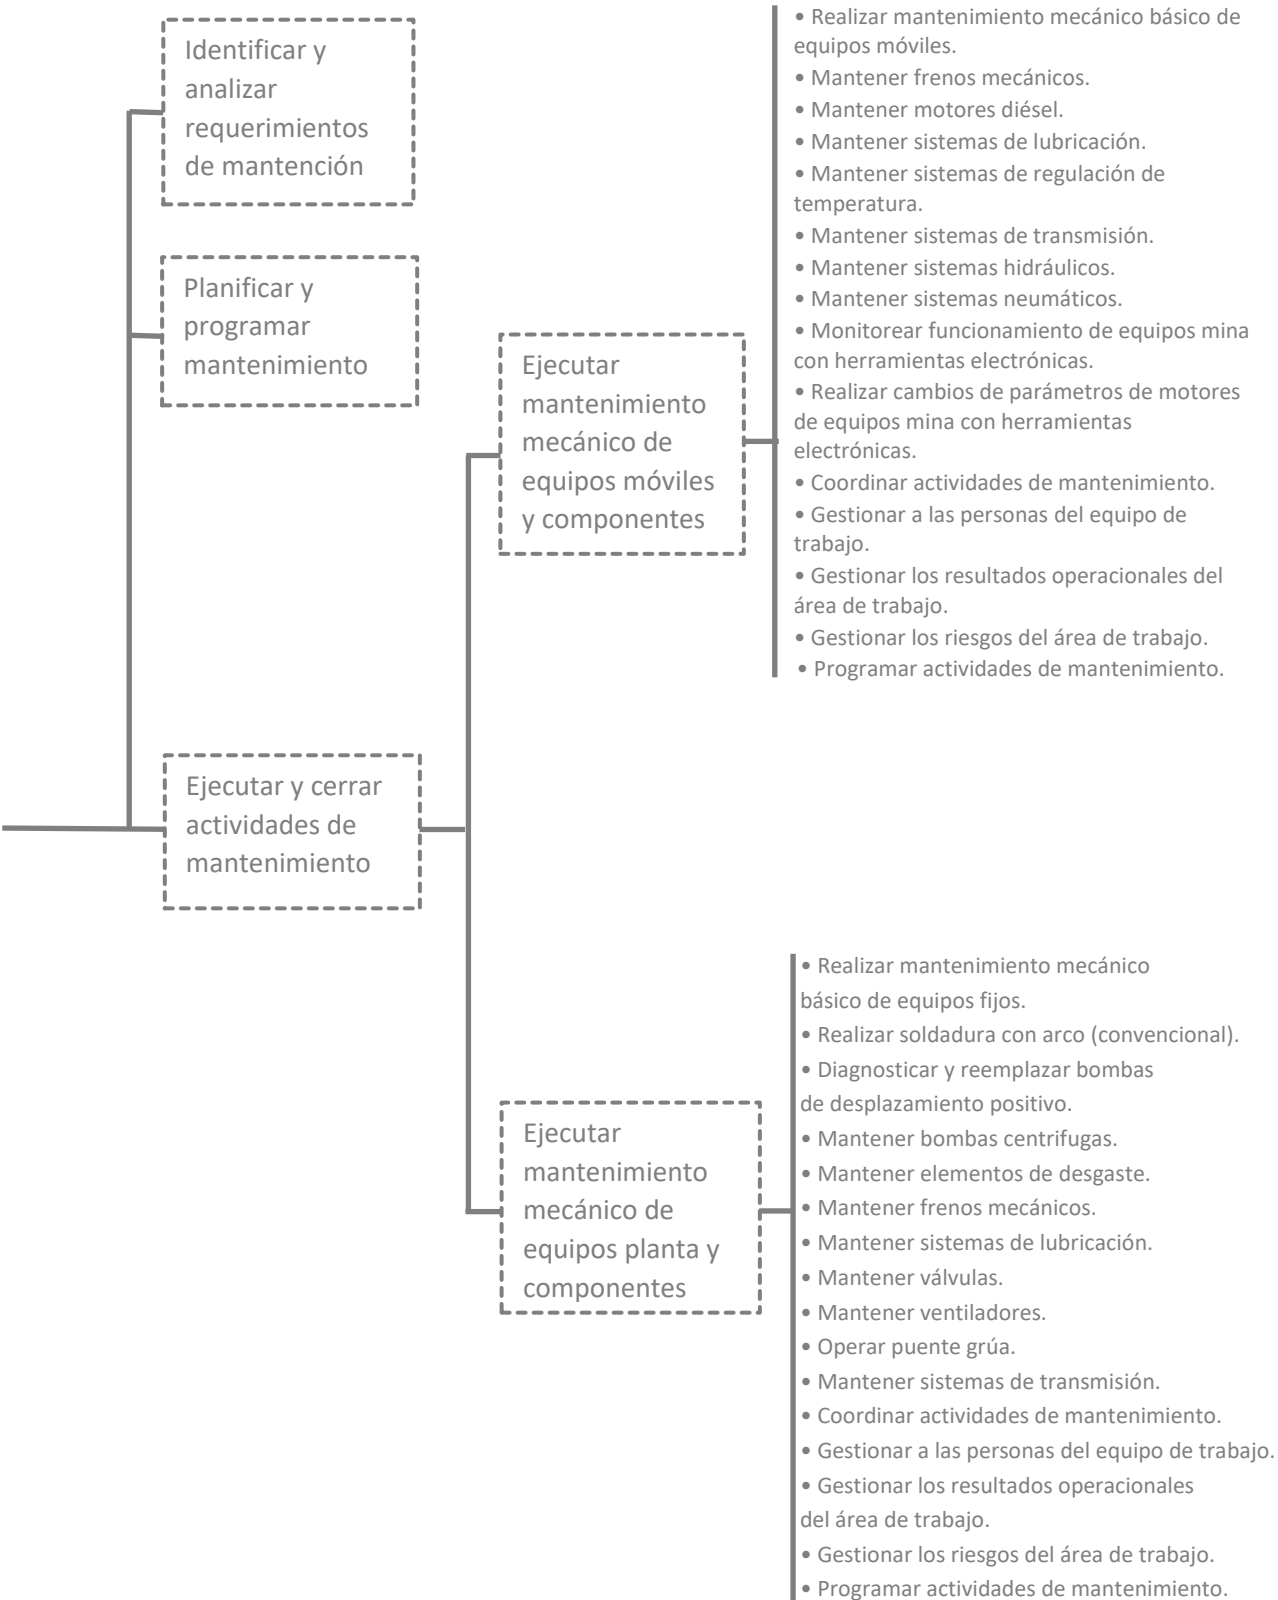 Identificar y
analizar
requerimientos
de mantención
Planificar y
programar
mantenimiento
Ejecutar y cerrar
actividades de
mantenimiento
Ejecutar
mantenimiento
mecánico de
equipos móviles
y componentes
• Realizar mantenimiento mecánico básico de
equipos móviles.
• Mantener frenos mecánicos.
• Mantener motores diésel.
• Mantener sistemas de lubricación.
• Mantener sistemas de regulación de
temperatura.
• Mantener sistemas de transmisión.
• Mantener sistemas hidráulicos.
• Mantener sistemas neumáticos.
• Monitorear funcionamiento de equipos mina
con herramientas electrónicas.
• Realizar cambios de parámetros de motores
de equipos mina con herramientas
electrónicas.
• Coordinar actividades de mantenimiento.
• Gestionar a las personas del equipo de
trabajo.
• Gestionar los resultados operacionales del
área de trabajo.
• Gestionar los riesgos del área de trabajo.
• Programar actividades de mantenimiento.
Ejecutar
mantenimiento
mecánico de
equipos planta y
componentes
• Realizar mantenimiento mecánico
básico de equipos fijos.
• Realizar soldadura con arco (convencional).
• Diagnosticar y reemplazar bombas
de desplazamiento positivo.
• Mantener bombas centrifugas.
• Mantener elementos de desgaste.
• Mantener frenos mecánicos.
• Mantener sistemas de lubricación.
• Mantener válvulas.
• Mantener ventiladores.
• Operar puente grúa.
• Mantener sistemas de transmisión.
• Coordinar actividades de mantenimiento.
• Gestionar a las personas del equipo de trabajo.
• Gestionar los resultados operacionales
del área de trabajo.
• Gestionar los riesgos del área de trabajo.
• Programar actividades de mantenimiento.